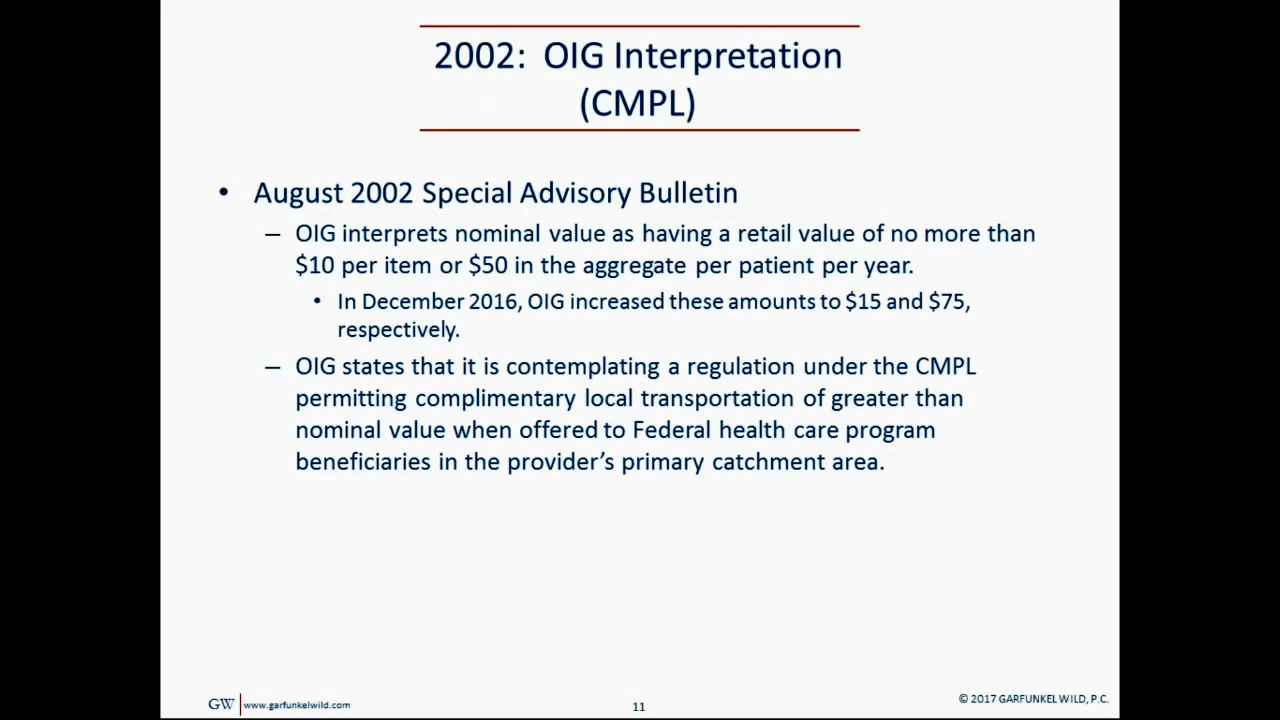 2002: OIG Interpretation
(CMPL)
• August 2002 Special Advisory Bulletin
– OIG interprets nominal value as having a retail value of no more than
$10 per item or $50 in the aggregate per patient per year.
• In December 2016, OIG increased these amounts to $15 and $75,
respectively.
– OIG states that it is contemplating a regulation under the CMPL
permitting complimentary local transportation of greater than
nominal value when offered to Federal health care program
beneficiaries in the provider’s primary catchment area.
GW www.garfunkelwild.com
11
© 2017 GARFUNKEL WILD, P.C.